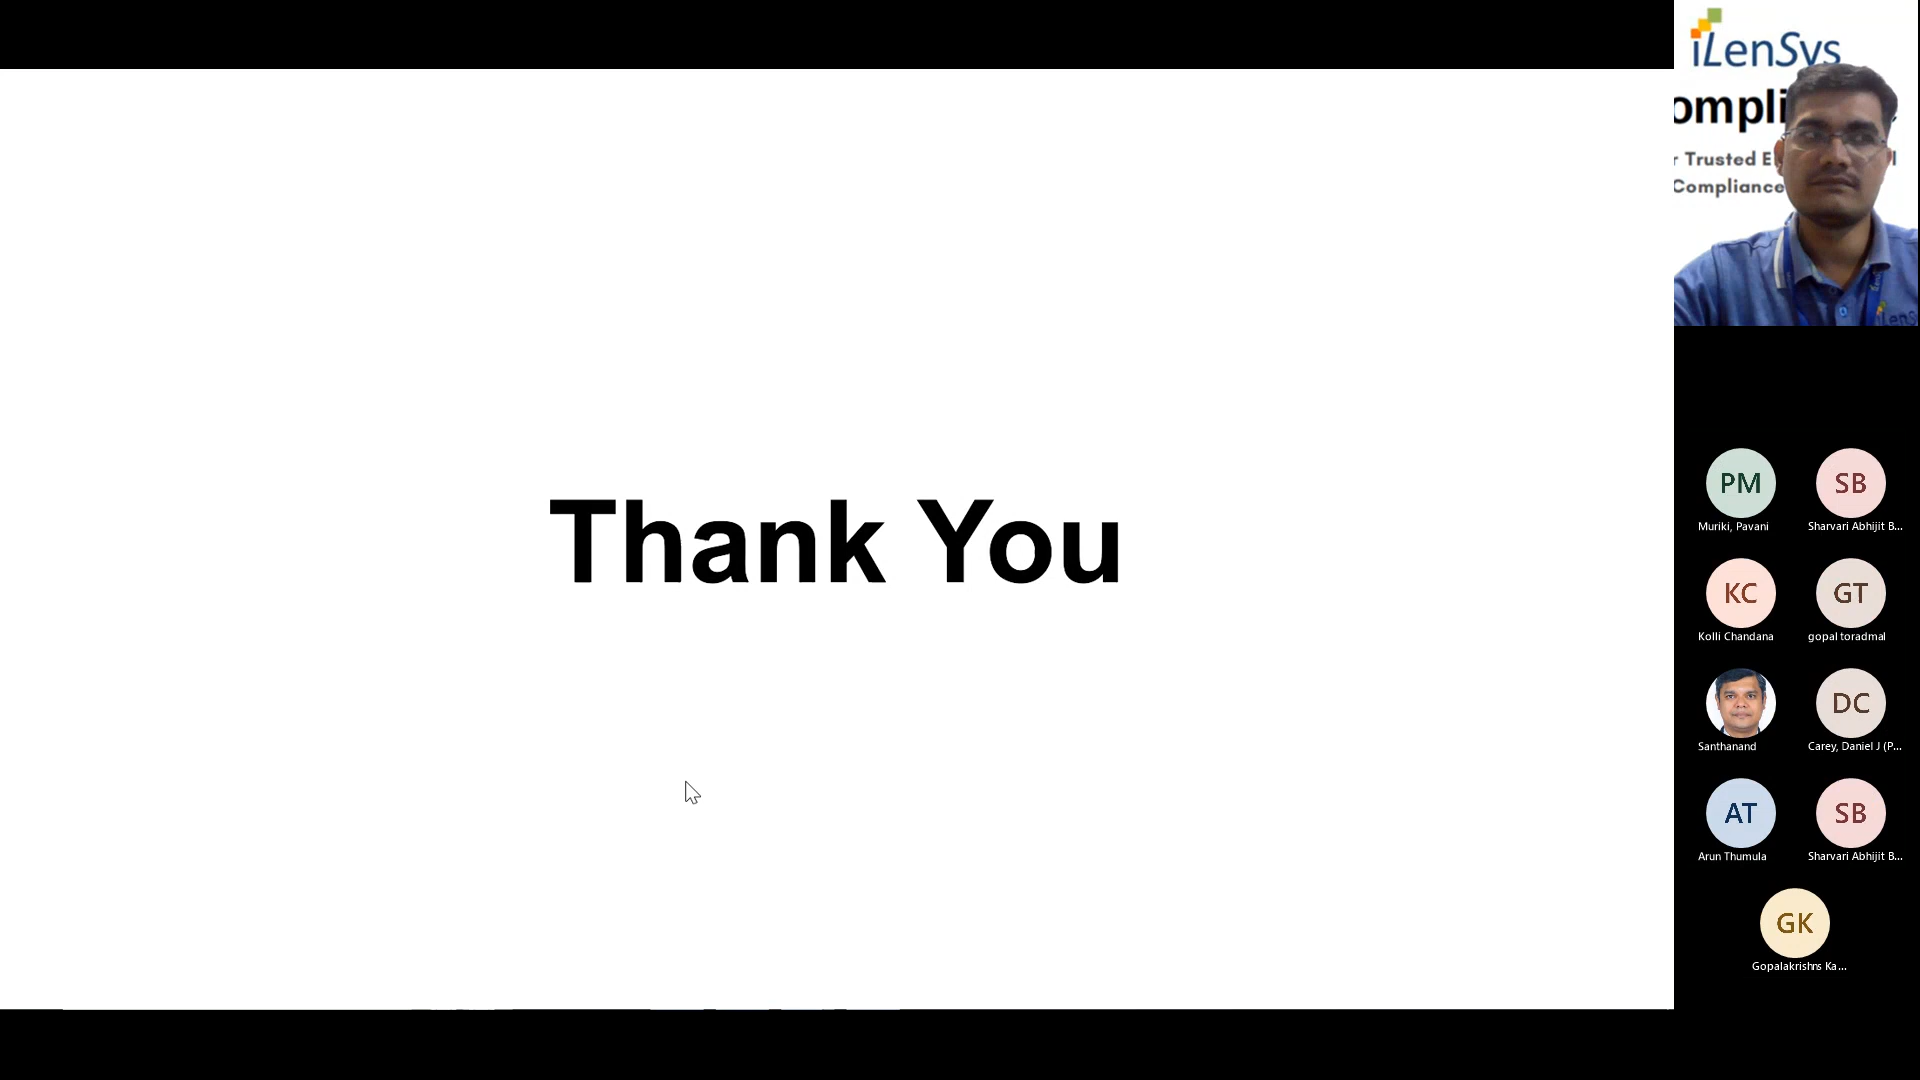 Thank You
iLenSys
ompli
r Trusted E
Compliance
PM
Muriki, Pavani
SB
Sharvari Abhijit B...
KC
Kolli Chandana
GT
gopal toradmal
Santhanand
DC
Carey, Daniel J (P...
AT
Arun Thumula
SB
Sharvari Abhijit B...
GK
Gopalakrishns Ka...